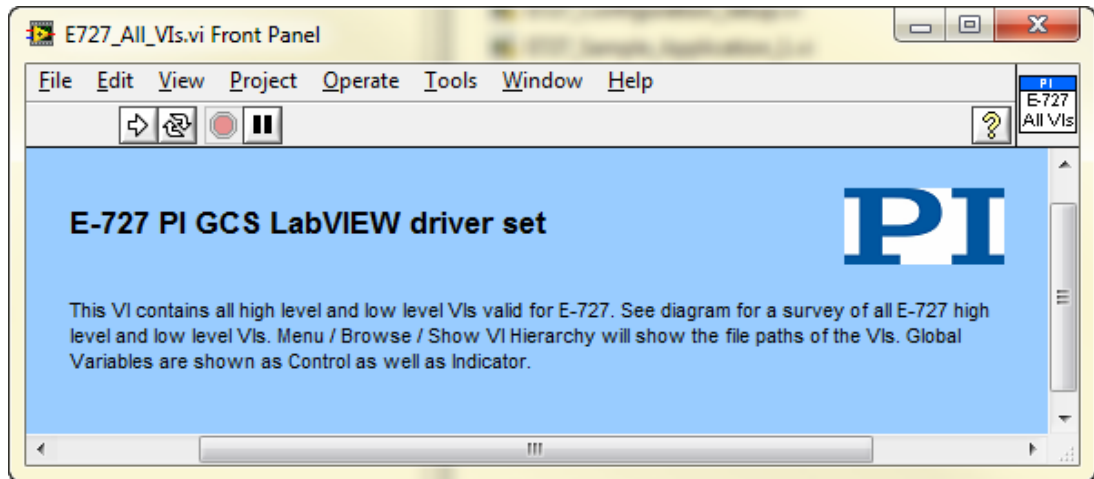 E727_All_VIs.vi Front Panel
File Edit View Project Operate Tools Window Help
PI
E-727
All VIs
?
E-727 PI GCS LabVIEW driver set
PI
This VI contains all high level and low level VIs valid for E-727. See diagram for a survey of all E-727 high
level and low level VIs. Menu / Browse / Show VI Hierarchy will show the file paths of the VIs. Global
Variables are shown as Control as well as Indicator.